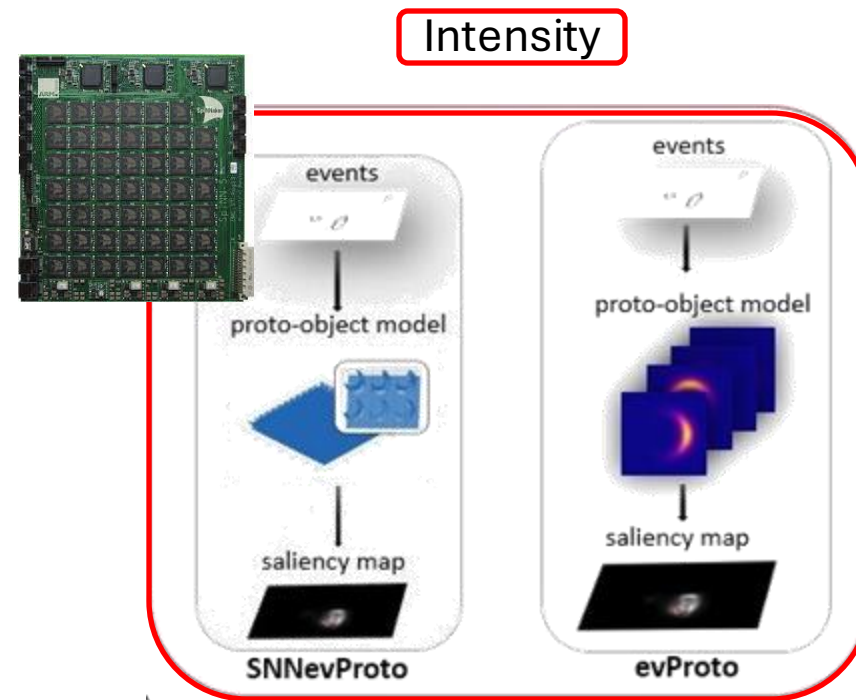 Intensity
events
proto-object model
saliency map
SNNevProto
events
proto-object model
saliency map
evProto